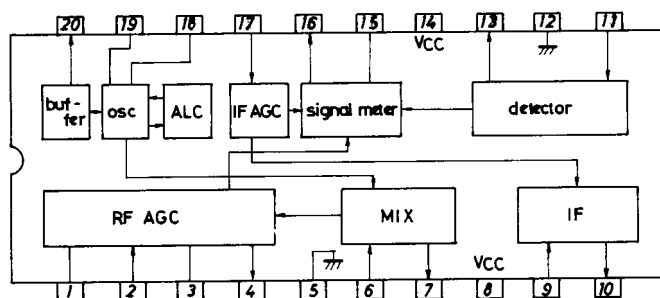 20 19 18 17 16 15 14 13 12 11
VCC
buf-
fer
osc
ALC
IF AGC
signal meter
detector
RF AGC
MIX
IF
VCC
1 2 3 4 5 6 7 8 9 10